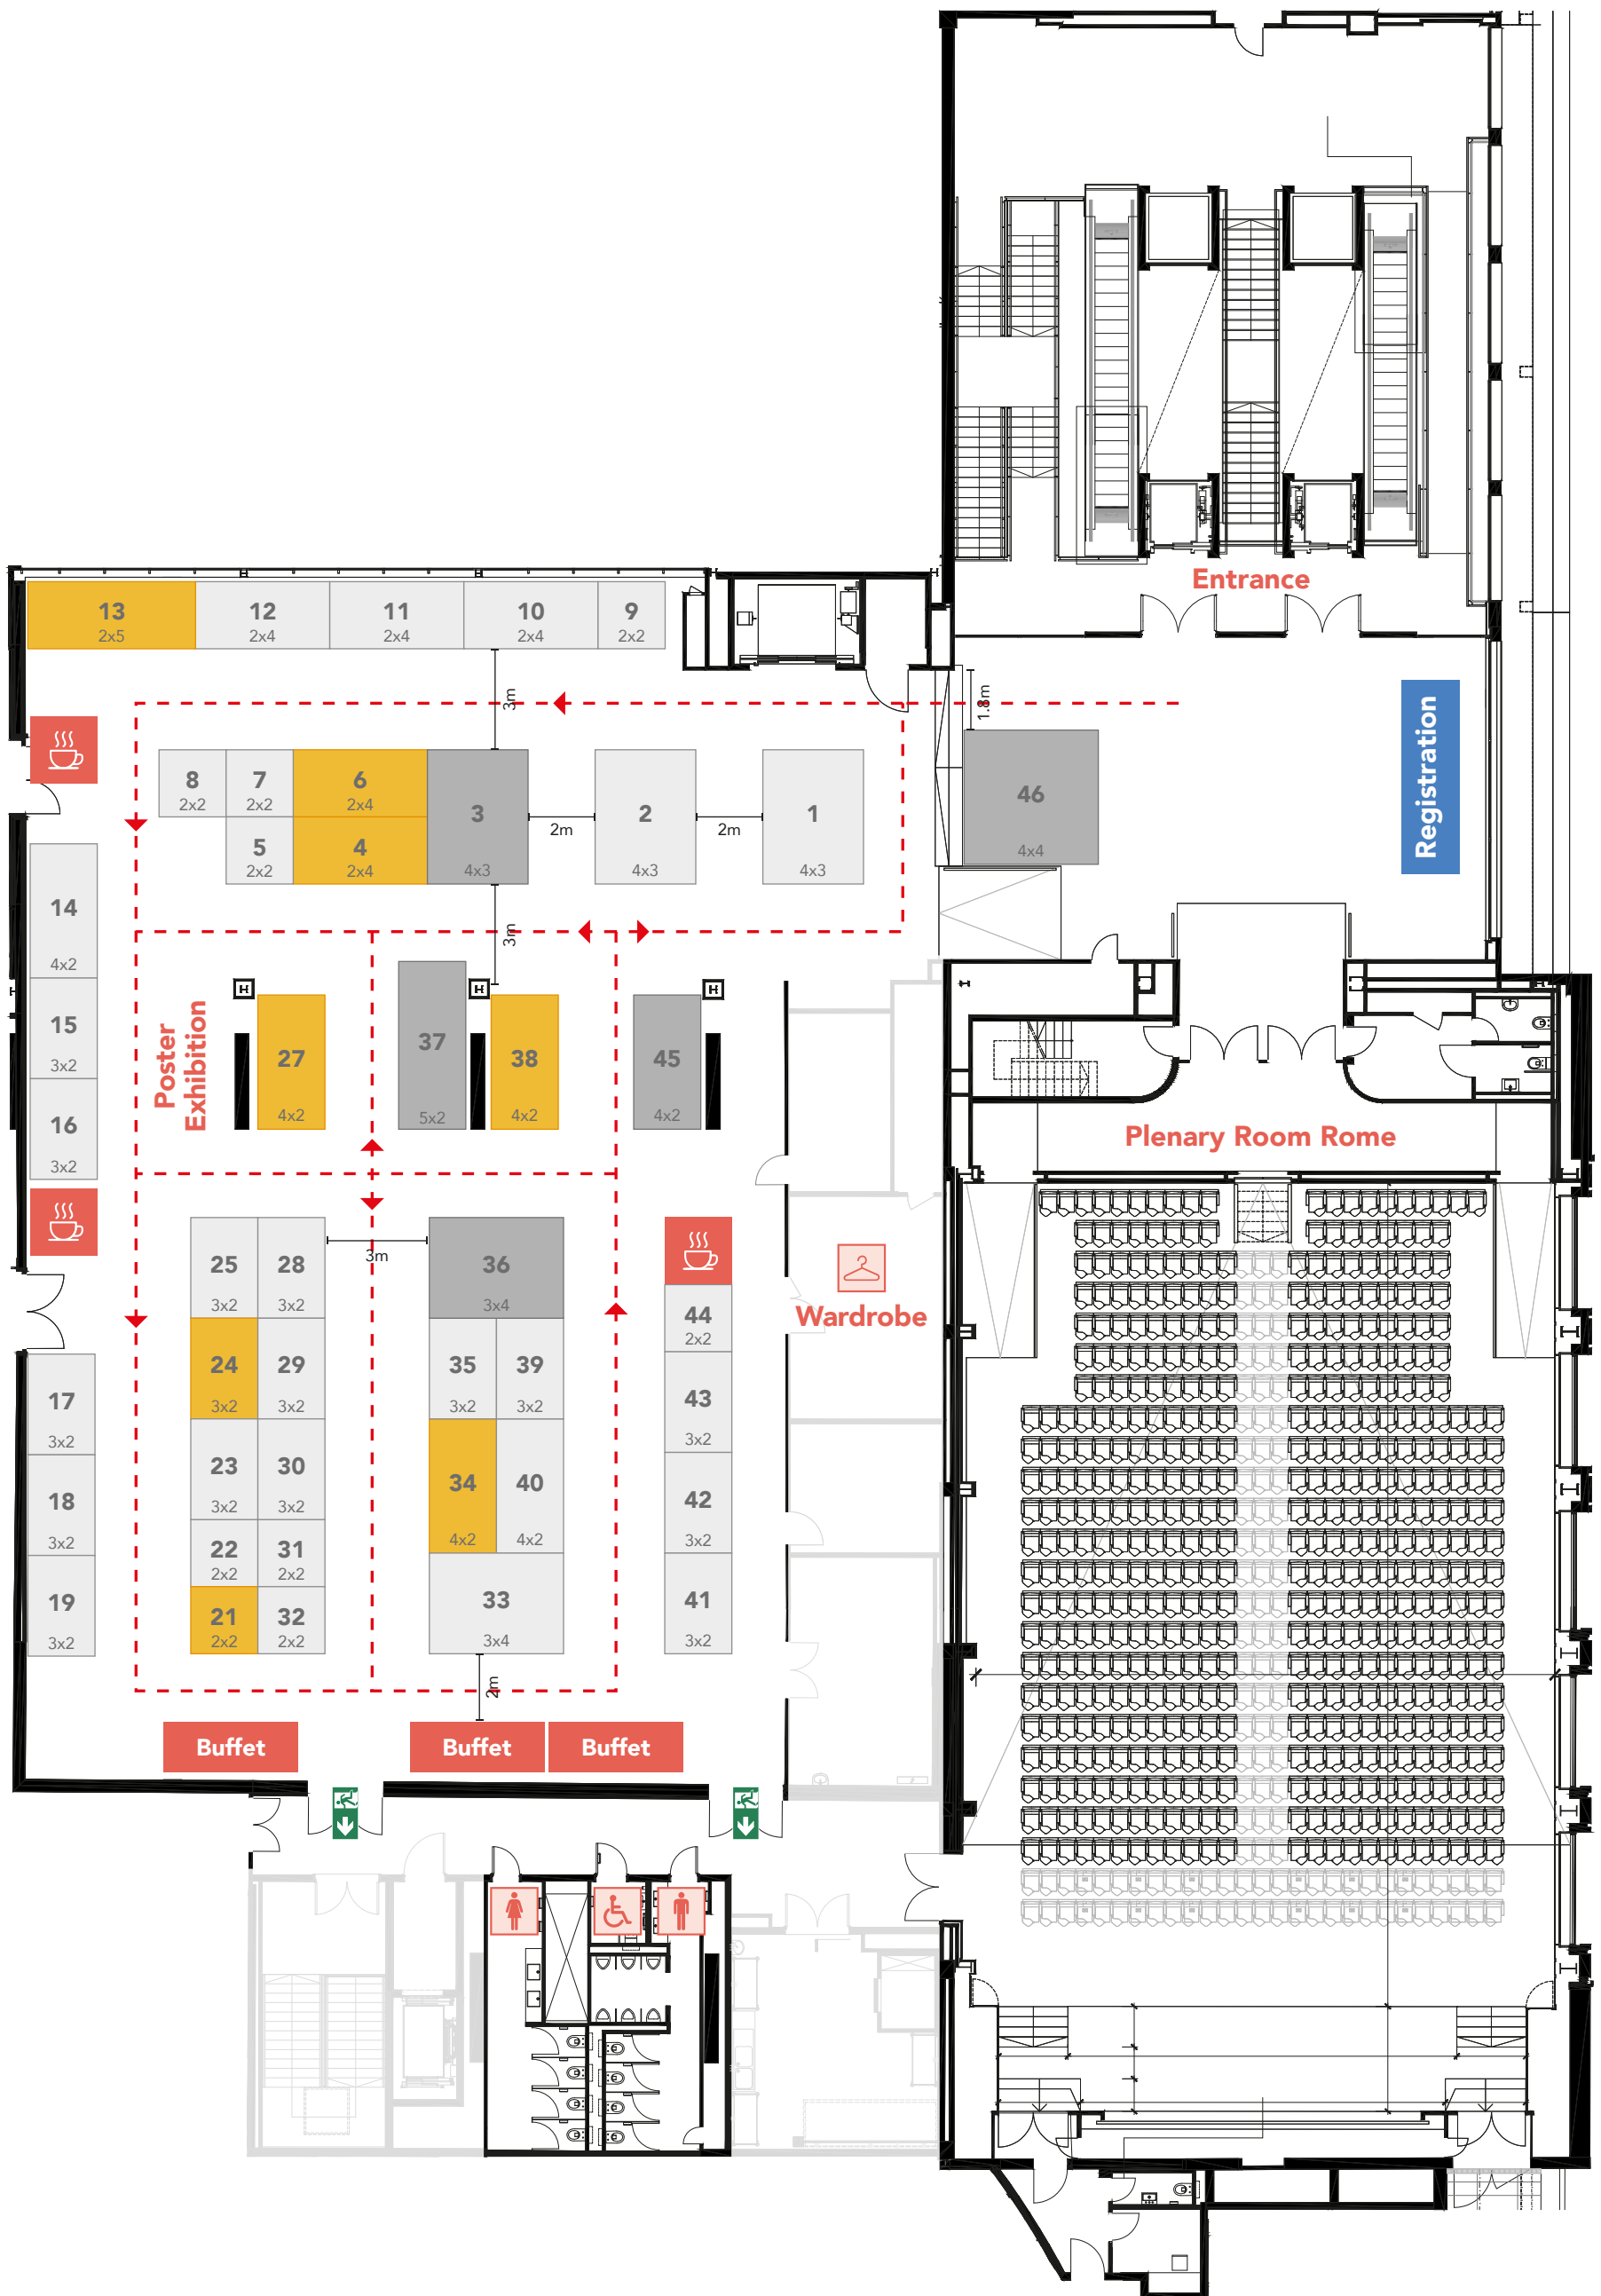 Entrance
13
2x5
12
2x4
11
2x4
10
2x4
9
2x2
3m
1.8m
Registration
8
2x2
7
2x2
6
2x4
5
2x2
4
2x4
3
4x3
2m
2
4x3
2m
1
4x3
46
4x4
14
4x2
15
3x2
16
3x2
3m
Poster
Exhibition
27
4x2
37
5x2
38
4x2
45
4x2
Plenary Room Rome
25
3x2
28
3x2
3m
36
3x4
Wardrobe
24
3x2
29
3x2
35
3x2
39
3x2
44
2x2
43
3x2
17
3x2
18
3x2
19
3x2
23
3x2
30
3x2
34
4x2
40
4x2
42
3x2
22
2x2
31
2x2
21
2x2
32
2x2
33
3x4
41
3x2
2m
Buffet
Buffet
Buffet